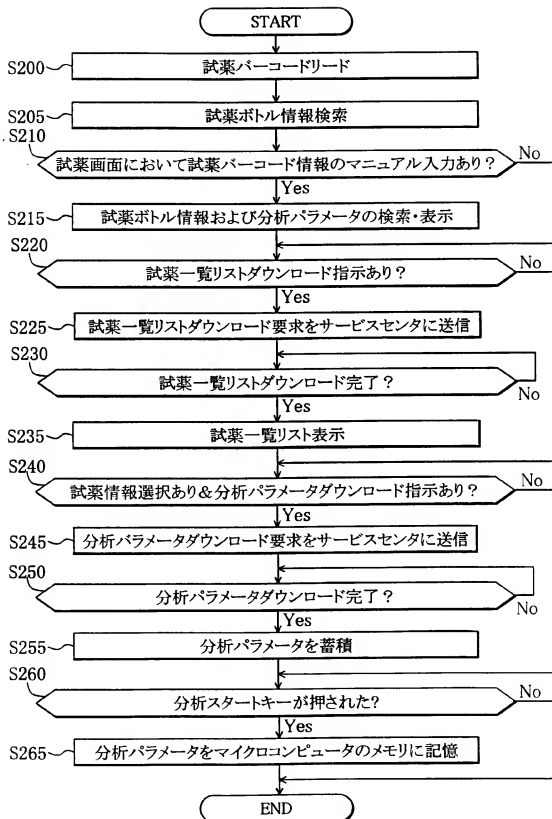 START
S200 試薬バーコードリード
S205 試薬ボトル情報検索
S210
試薬画面において試薬バーコード情報のマニュアル入力あり？ No
Yes
S215 試薬ボトル情報および分析パラメータの検索・表示
S220
試薬一覧リストダウンロード指示あり？ No
Yes
S225 試薬一覧リストダウンロード要求をサービスセンタに送信
S230
試薬一覧リストダウンロード完了？ No
Yes
S235 試薬一覧リスト表示
S240
試薬情報選択あり＆分析パラメータダウンロード指示あり？ No
Yes
S245 分析パラメータダウンロード要求をサービスセンタに送信
S250
分析パラメータダウンロード完了？ No
Yes
S255 分析パラメータを蓄積
S260
分析スタートキーが押された？ No
Yes
S265 分析パラメータをマイクロコンピュータのメモリに記憶
END